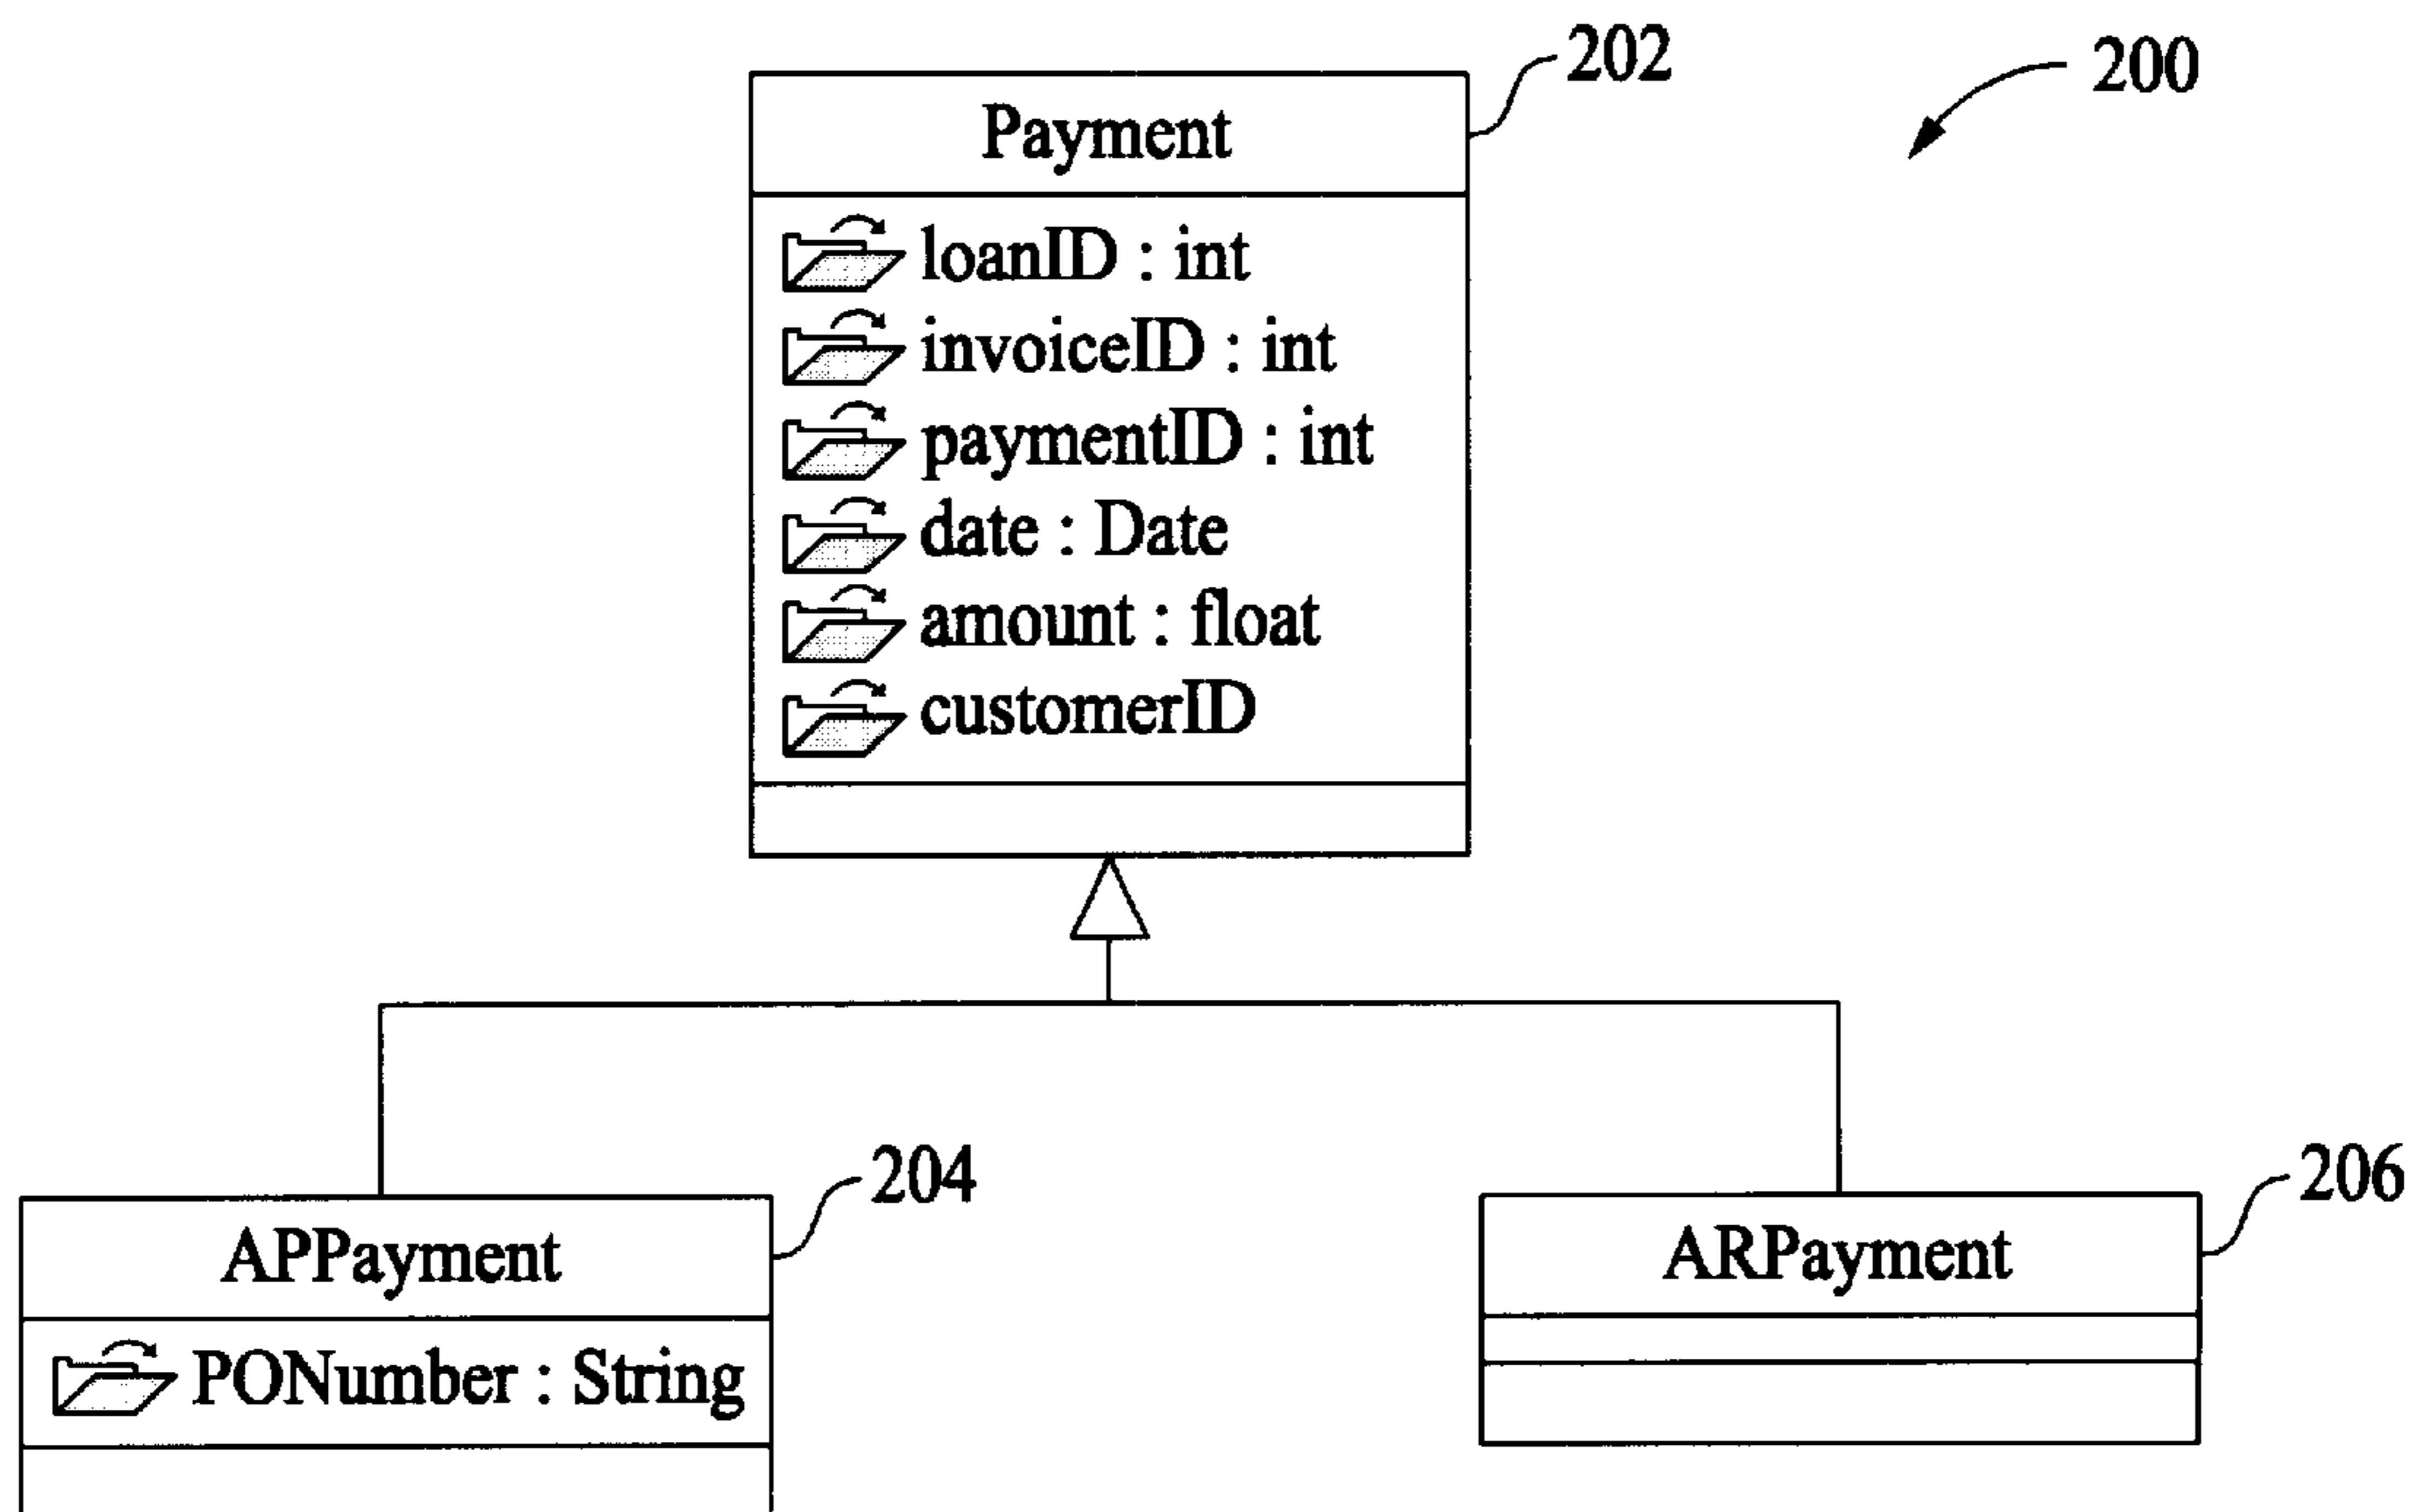 202
200
Payment
loanID : int
invoiceID : int
paymentID : int
date : Date
amount : float
customerID
204
206
APPayment
ARPayment
PONumber : String